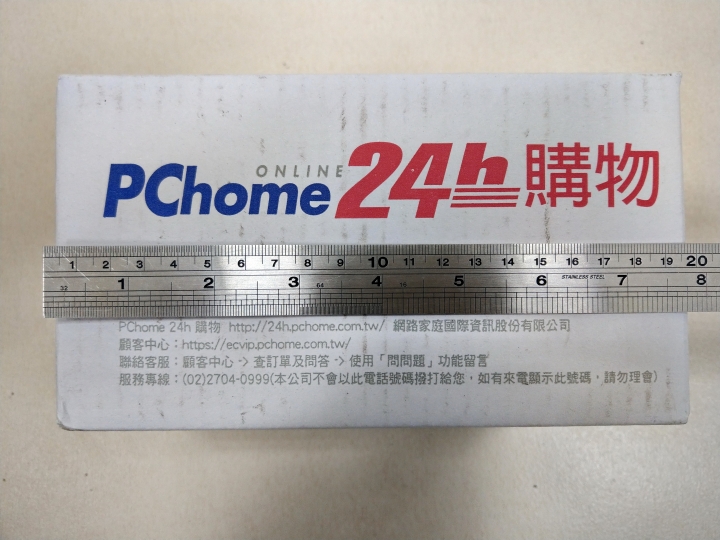 ONLINE
PChome 24h 購物
1 2 3 4 5 6 7 8 9 10 11 12 13 14 15 16 17 18 19 20
32 1 2 3 64 4 16 5 6 STAINLESS STEEL 7 8
PChome 24h 購物 http://24h.pchome.com.tw/ 網路家庭國際資訊股份有限公司
顧客中心：https://ecvip.pchome.com.tw/
聯絡客服：顧客中心 -> 查訂單及問答 -> 使用「問問題」功能留言
服務專線：(02)2704-0999(本公司不會以此電話號碼撥打給您，如有來電顯示此號碼，請勿理會)